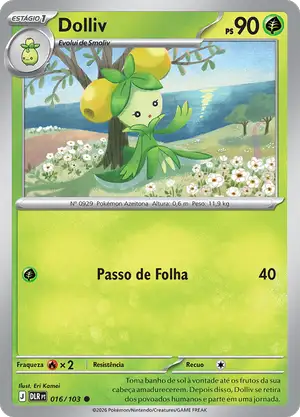 ESTÁGIO 1
Dolliv
Evolui de Smoliv
PS 90
Nº 0929 Pokémon Azeitona Altura: 0,6 m Peso: 11,9 kg
Passo de Folha 40
Fraqueza ×2 Resistência Recuo
Ilust. Eri Kamei
J DLR PT 016/103
Toma banho de sol à vontade até os frutos da sua
cabeça amadurecerem. Depois disso, Dolliv se retira
dos povoados humanos e parte em uma jornada.
©2026 Pokémon/Nintendo/Creatures/GAME FREAK